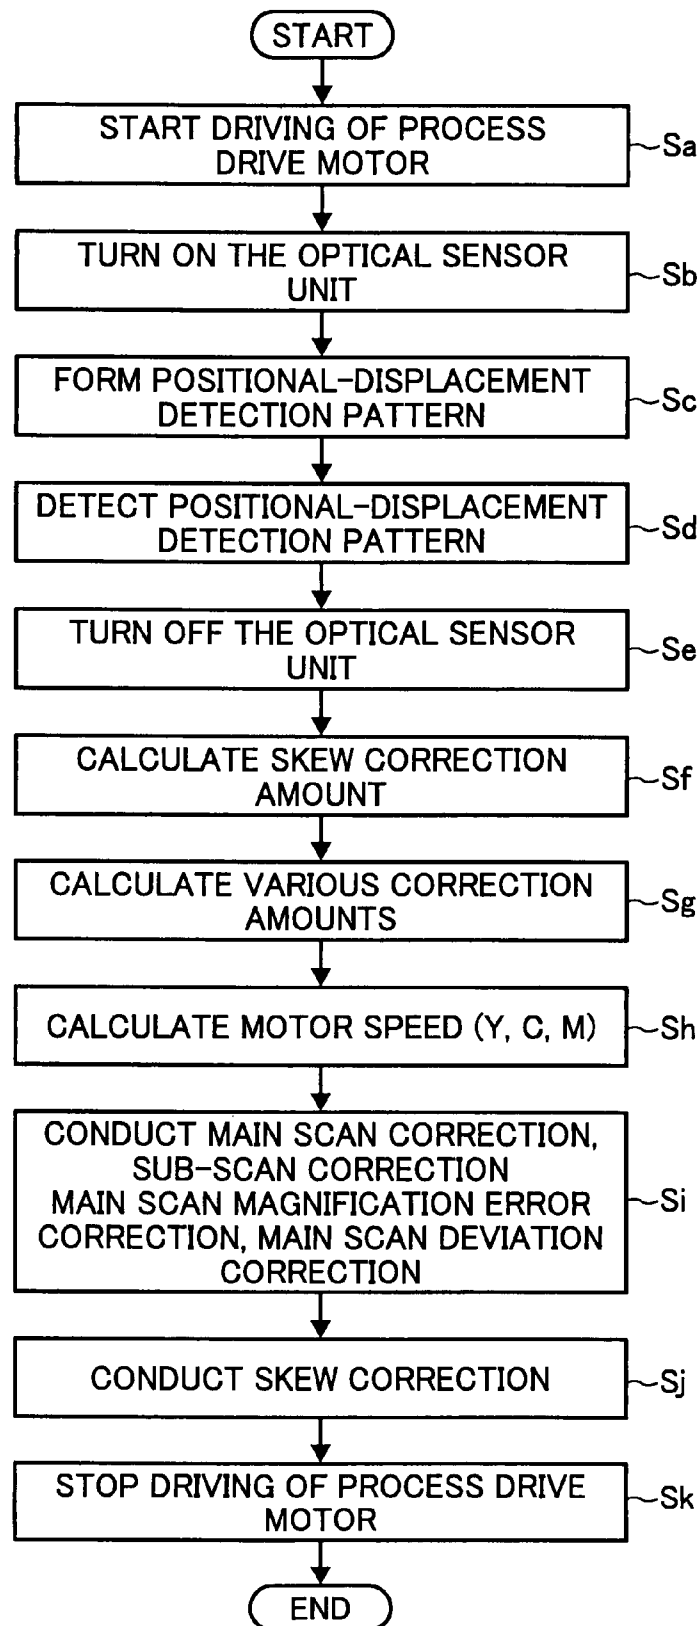 START
START DRIVING OF PROCESS
DRIVE MOTOR
Sa
TURN ON THE OPTICAL SENSOR
UNIT
Sb
FORM POSITIONAL-DISPLACEMENT
DETECTION PATTERN
Sc
DETECT POSITIONAL-DISPLACEMENT
DETECTION PATTERN
Sd
TURN OFF THE OPTICAL SENSOR
UNIT
Se
CALCULATE SKEW CORRECTION
AMOUNT
Sf
CALCULATE VARIOUS CORRECTION
AMOUNTS
Sg
CALCULATE MOTOR SPEED (Y, C, M)
Sh
CONDUCT MAIN SCAN CORRECTION,
SUB-SCAN CORRECTION
MAIN SCAN MAGNIFICATION ERROR
CORRECTION, MAIN SCAN DEVIATION
CORRECTION
Si
CONDUCT SKEW CORRECTION
Sj
STOP DRIVING OF PROCESS DRIVE
MOTOR
Sk
END